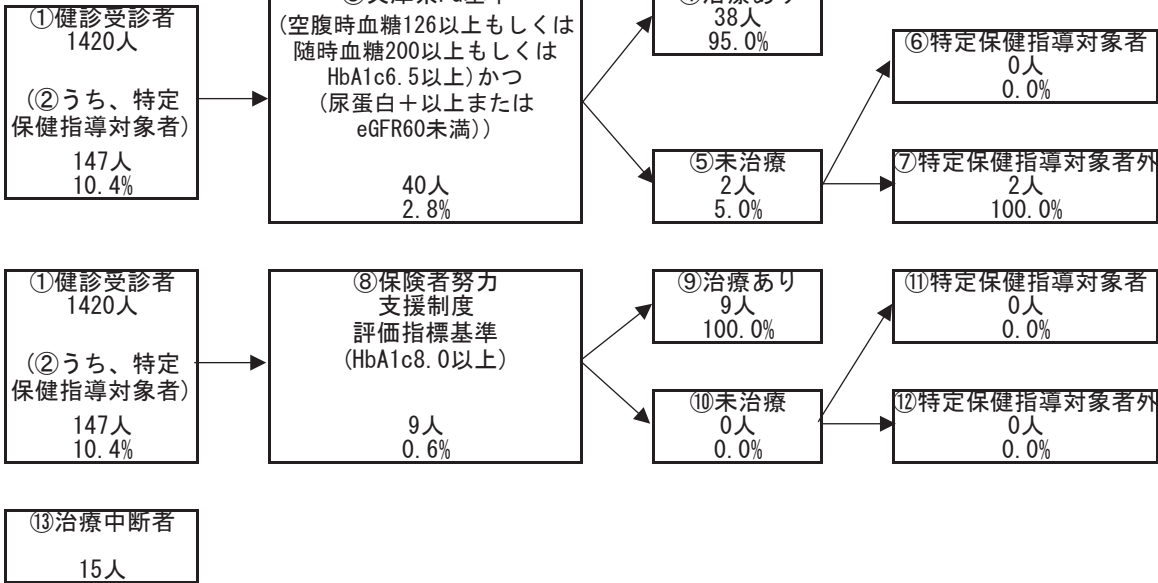 ①健診受診者
1420人
(②うち、特定
保健指導対象者)
147人
10.4%
(空腹時血糖126以上もしくは
随時血糖200以上もしくは
HbA1c6.5以上)かつ
(尿蛋白＋以上または
eGFR60未満))
40人
2.8%
38人
95.0%
⑤未治療
2人
5.0%
⑥特定保健指導対象者
0人
0.0%
⑦特定保健指導対象者外
2人
100.0%
①健診受診者
1420人
(②うち、特定
保健指導対象者)
147人
10.4%
⑧保険者努力
支援制度
評価指標基準
(HbA1c8.0以上)
9人
0.6%
⑨治療あり
9人
100.0%
⑩未治療
0人
0.0%
⑪特定保健指導対象者
0人
0.0%
⑫特定保健指導対象者外
0人
0.0%
⑬治療中断者
15人